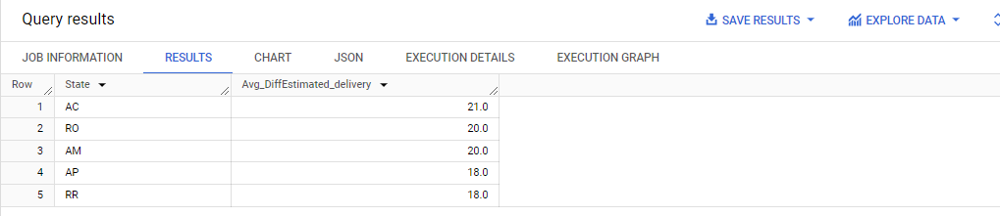 Query results SAVE RESULTS EXPLORE DATA
JOB INFORMATION RESULTS CHART JSON EXECUTION DETAILS EXECUTION GRAPH
Row State Avg_DiffEstimated_delivery
1 AC 21.0
2 RO 20.0
3 AM 20.0
4 AP 18.0
5 RR 18.0